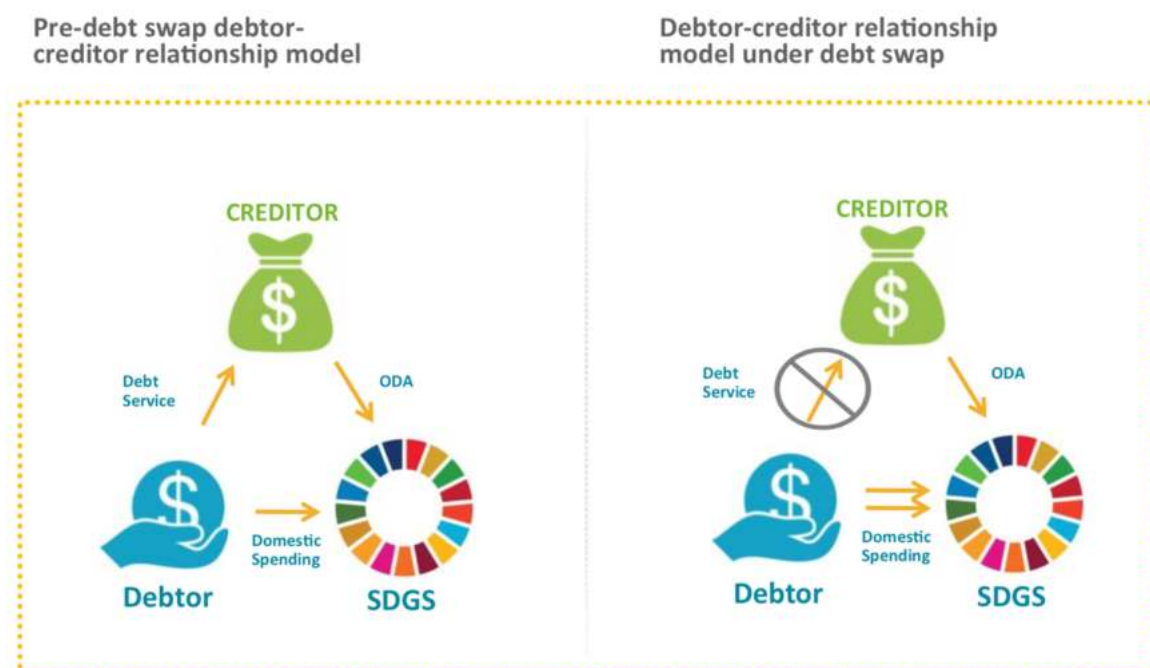 Pre-debt swap debtor-
creditor relationship model
Debtor-creditor relationship
model under debt swap
CREDITOR
$
Debt
Service
ODA
$
Domestic
Spending
Debtor
SDGS
CREDITOR
$
Debt
Service
ODA
$
Domestic
Spending
Debtor
SDGS